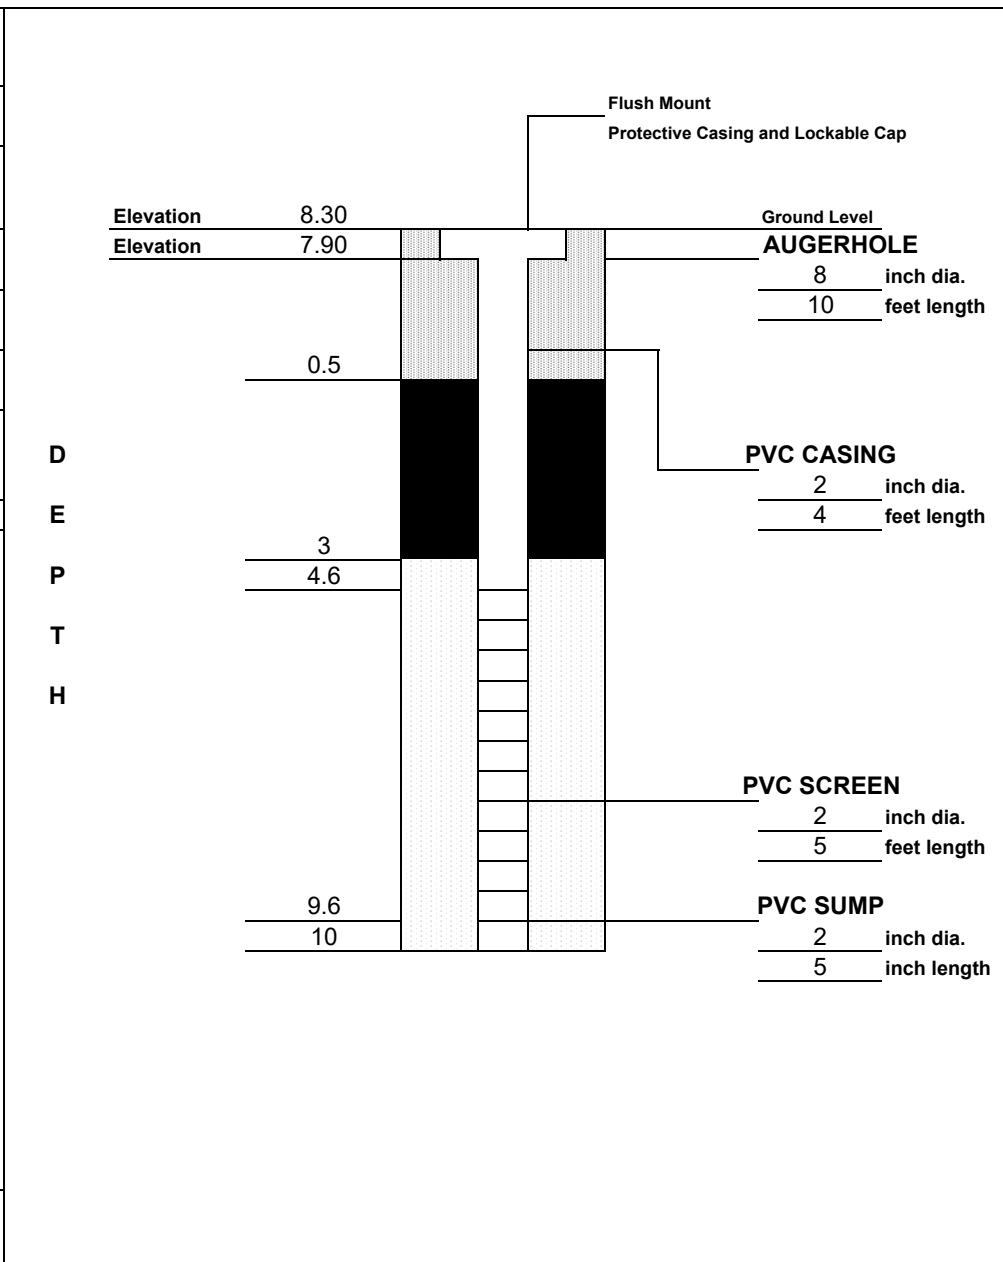 Flush Mount
Protective Casing and Lockable Cap
Elevation 8.30 Ground Level
Elevation 7.90 AUGERHOLE
8 inch dia.
10 feet length
0.5
D PVC CASING
2 inch dia.
E 4 feet length
3
P 4.6
T
H
PVC SCREEN
2 inch dia.
5 feet length
9.6 PVC SUMP
10 2 inch dia.
5 inch length